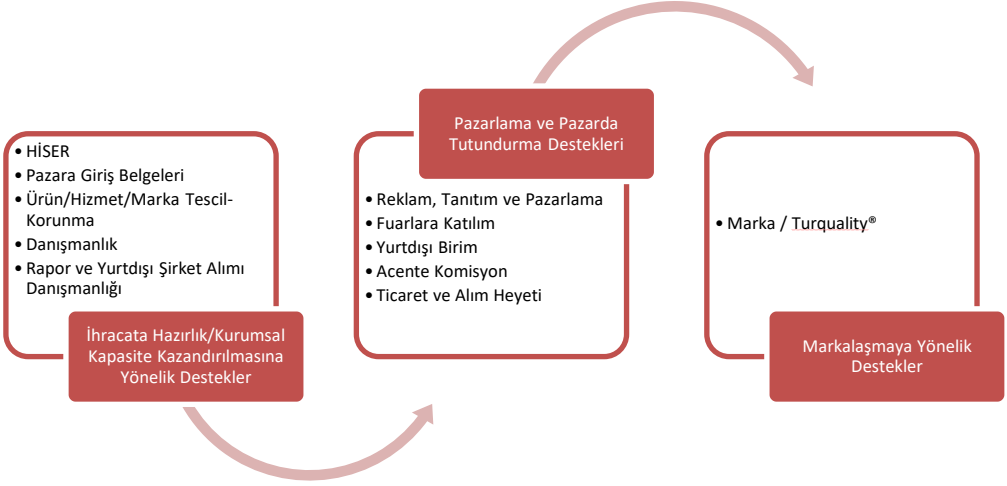 • HİSER
• Pazara Giriş Belgeleri
• Ürün/Hizmet/Marka Tescil-
Korunma
• Danışmanlık
• Rapor ve Yurtdışı Şirket Alımı
Danışmanlığı
İhracata Hazırlık/Kurumsal
Kapasite Kazandırılmasına
Yönelik Destekler
Pazarlama ve Pazarda
Tutundurma Destekleri
• Reklam, Tanıtım ve Pazarlama
• Fuarlara Katılım
• Yurtdışı Birim
• Acente Komisyon
• Ticaret ve Alım Heyeti
• Marka / Turquality®
Markalaşmaya Yönelik
Destekler